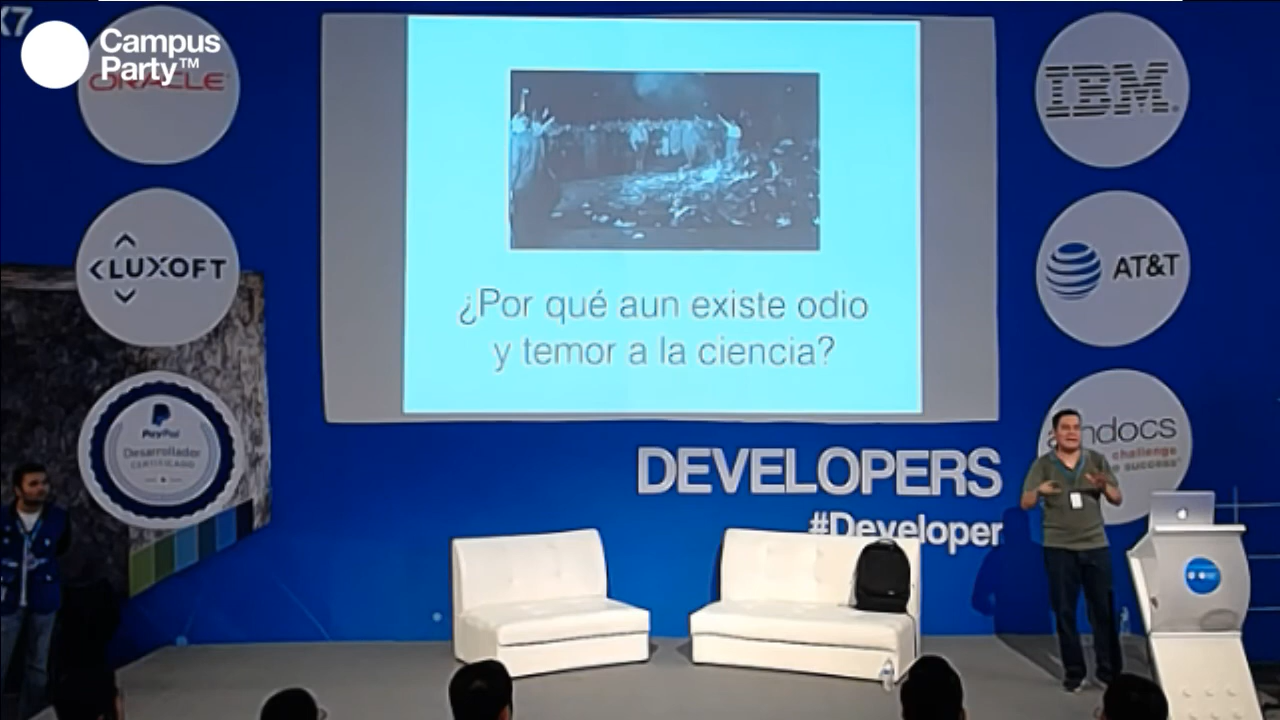 K7
Campus
Party™
ORACLE
LUXOFT
PayPal
Desarrollador
CERTIFICADO
¿Por qué aun existe odio
y temor a la ciencia?
IBM
AT&T
amdocs
challenge
success
DEVELOPERS
#Developer